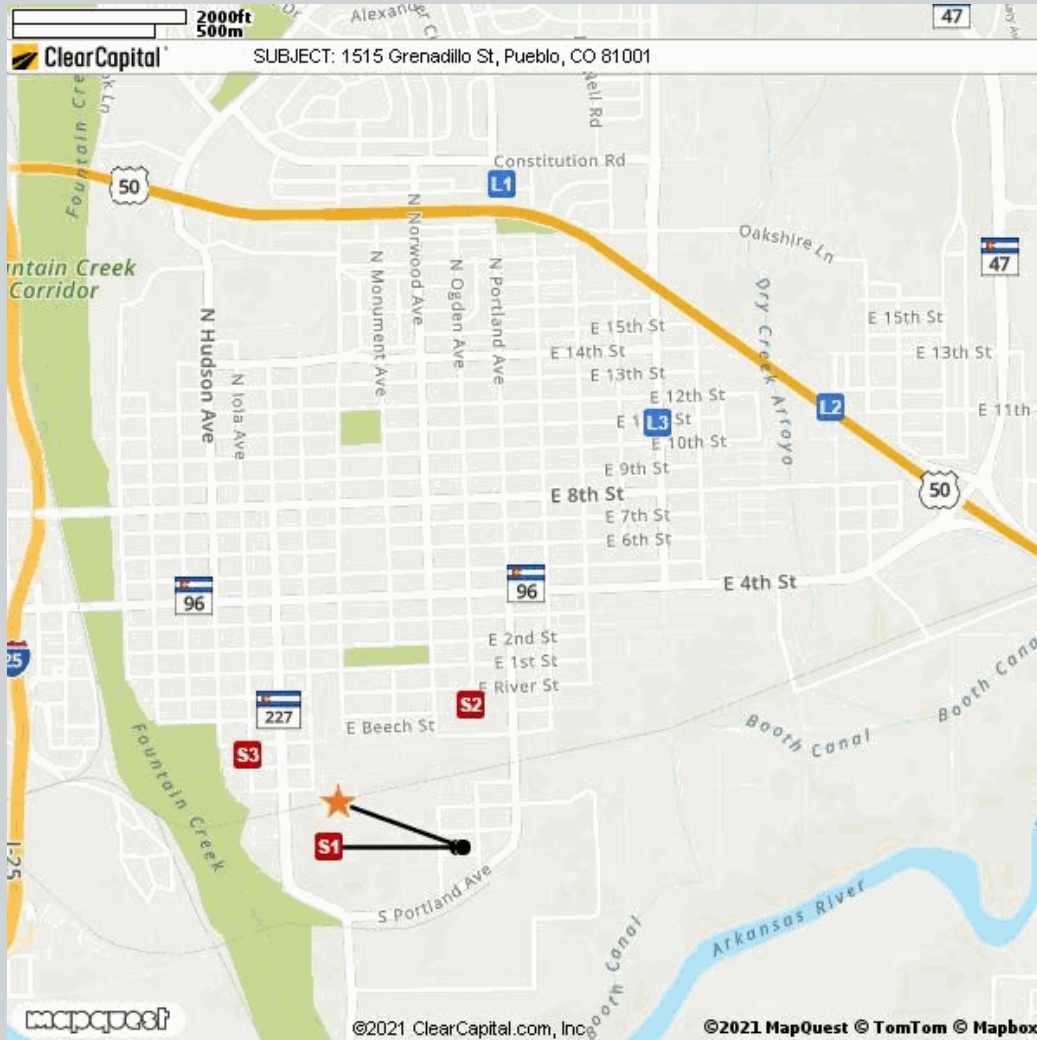 2000ft
500m
47
ClearCapital
SUBJECT: 1515 Grenadillo St, Pueblo, CO 81001
Constitution Rd
L1
50
Fountain
N Norwood Ave
Oakshire Ln
47
Corridor
Creek
N Monument Ave
N Ogden Ave
N Portland Ave
Dry Creek Arroyo
N Hudson Ave
N Iola Ave
E 15th St
E 15th St
E 14th St
E 13th St
E 13th St
E 12th St
L2
E 11th
L3
10th St
E 9th St
E 8th St
50
E 7th St
E 6th St
96
96
E 4th St
E 2nd St
E 1st St
E River St
25
227
S2
E Beech St
Booth Canal
Booth
S3
Fountain Creek
S1
I-25
S Portland Ave
Arkansas River
Booth Canal
mapquest
©2021 ClearCapital.com, Inc
©2021 MapQuest © TomTom © Mapbox